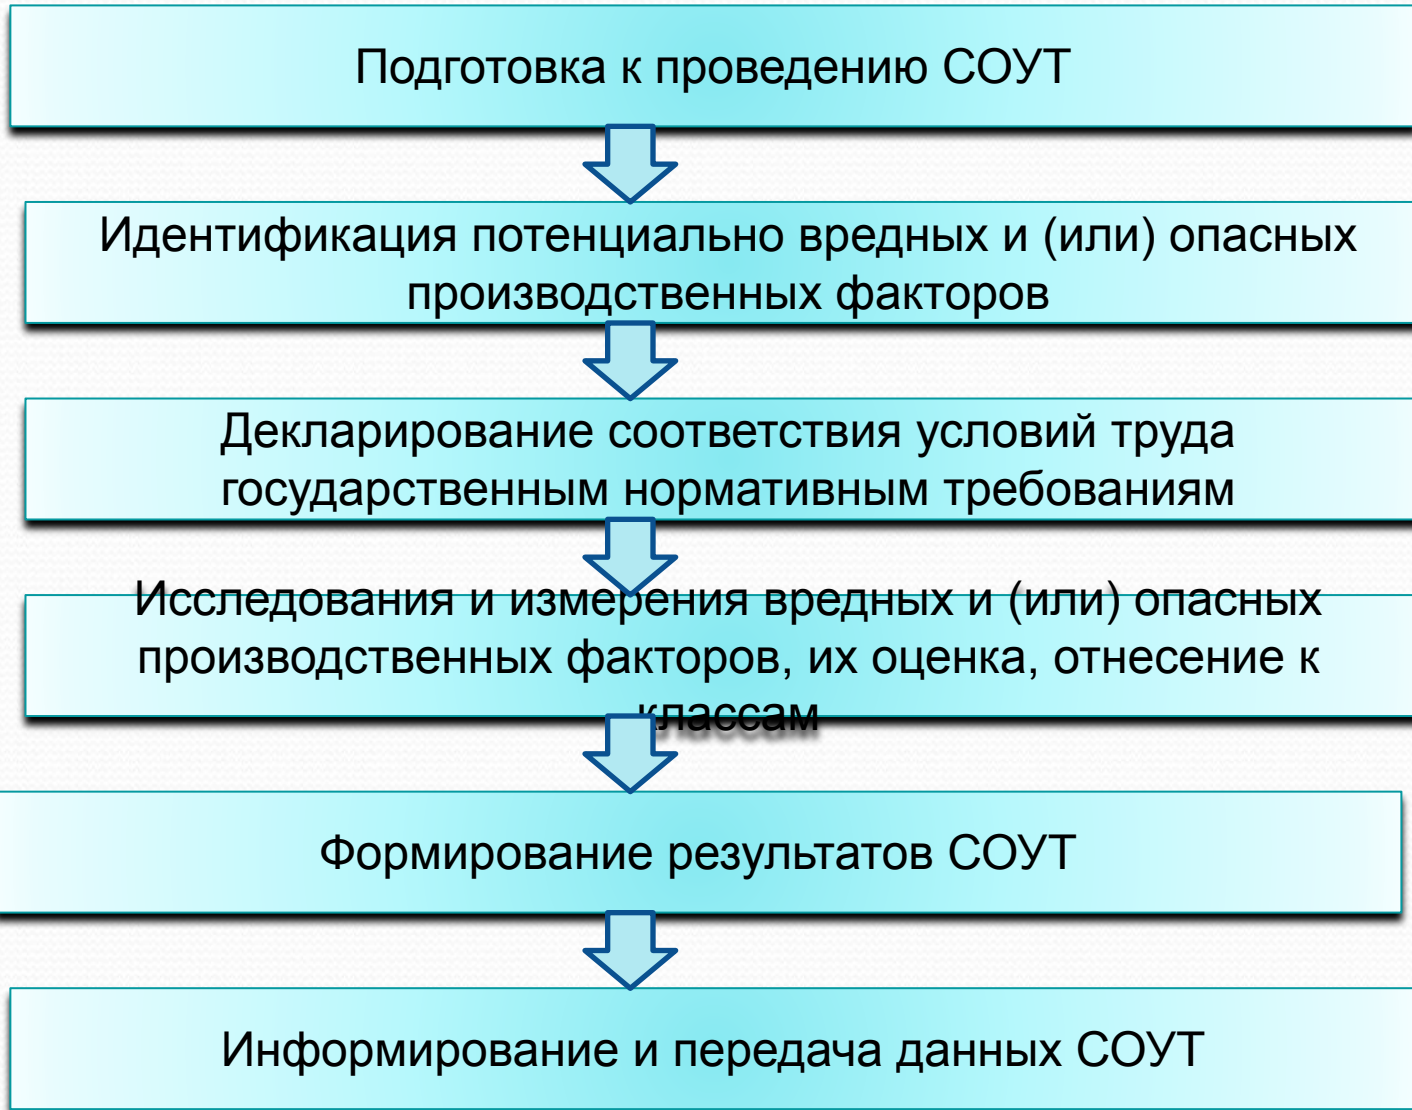 Подготовка к проведению СОУТ
Идентификация потенциально вредных и (или) опасных
производственных факторов
Декларирование соответствия условий труда
государственным нормативным требованиям
Исследования и измерения вредных и (или) опасных
производственных факторов, их оценка, отнесение к
классам
Формирование результатов СОУТ
Информирование и передача данных СОУТ